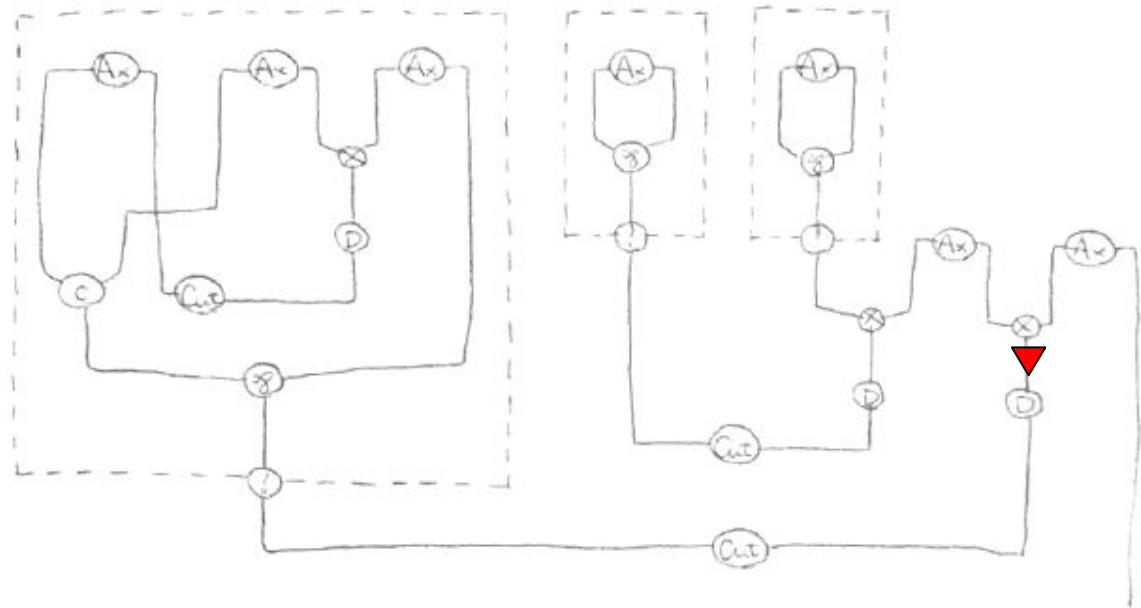 Ax Ax Ax Ax Ax
⊗ ⅋ ⅋
D ! ! Ax Ax
C Cut ⊗ ⊗
⅋ D D
Cut
!
Cut